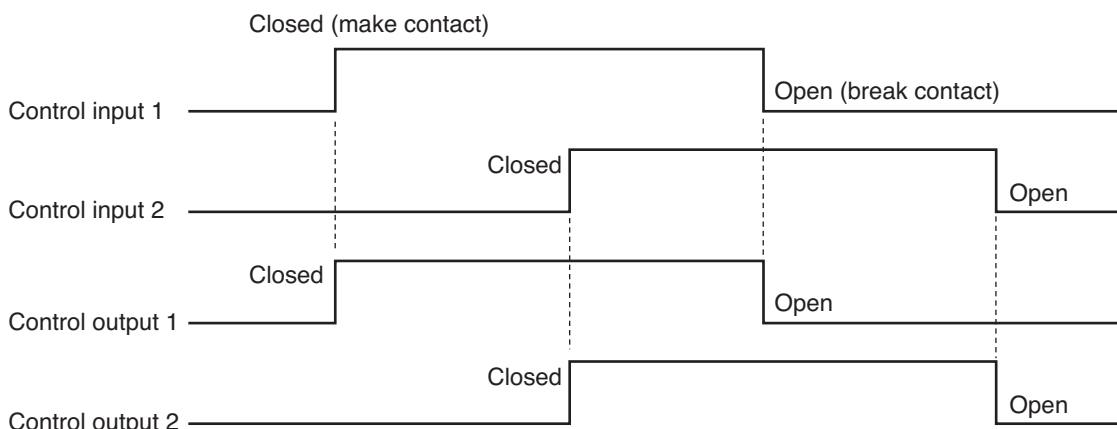 Closed (make contact)
Control input 1
Open (break contact)
Closed
Control input 2
Open
Closed
Control output 1
Open
Closed
Control output 2
Open